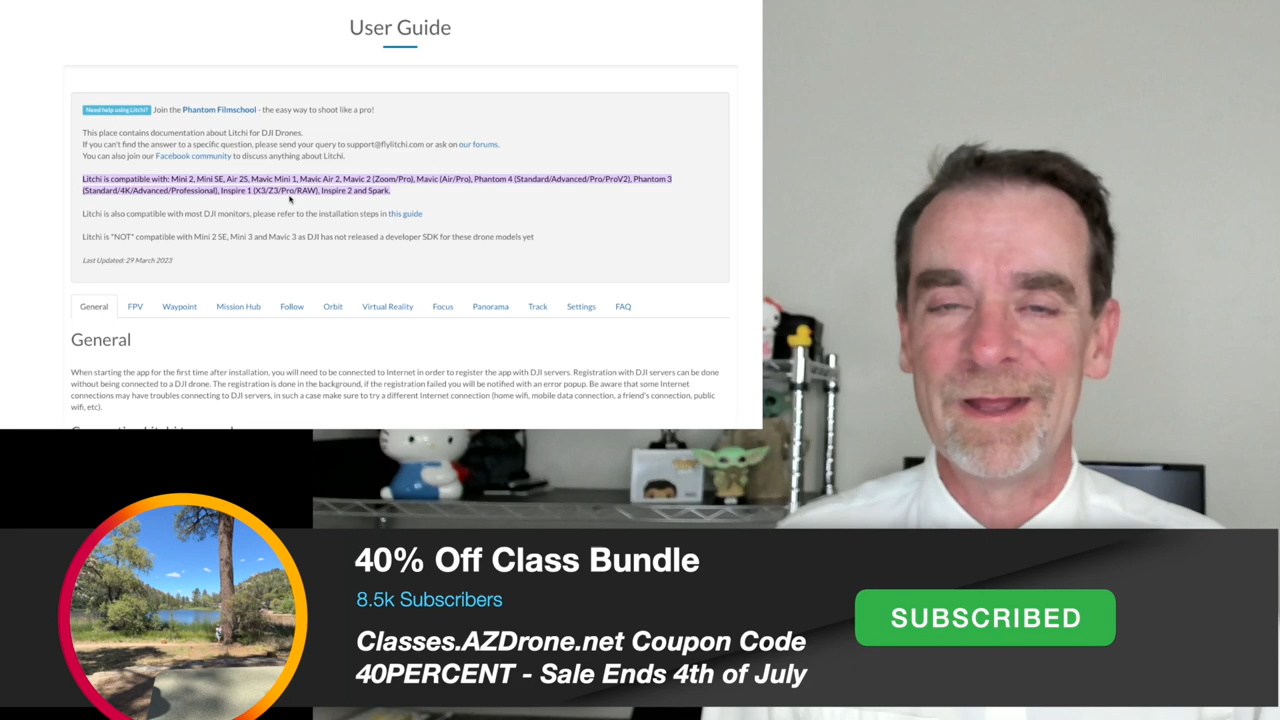 User Guide
Need help using Litchi? Join the Phantom Filmschool - the easy way to shoot like a pro!
This place contains documentation about Litchi for DJI Drones.
If you can't find the answer to a specific question, please send your query to support@flylitchi.com or ask on our forums.
You can also join our Facebook community to discuss anything about Litchi.
Litchi is compatible with: Mini 2, Mini SE, Air 2S, Mavic Mini 1, Mavic Air 2, Mavic 2 (Zoom/Pro), Mavic (Air/Pro), Phantom 4 (Standard/Advanced/Pro/ProV2), Phantom 3
(Standard/4K/Advanced/Professional), Inspire 1 (X3/Z3/Pro/RAW), Inspire 2 and Spark.
Litchi is also compatible with most DJI monitors, please refer to the installation steps in this guide
Litchi is *NOT* compatible with Mini 2 SE, Mini 3 and Mavic 3 as DJI has not released a developer SDK for these drone models yet
Last Updated: 29 March 2023
General FPV Waypoint Mission Hub Follow Orbit Virtual Reality Focus Panorama Track Settings FAQ
General
When starting the app for the first time after installation, you will need to be connected to Internet in order to register the app with DJI servers. Registration with DJI servers can be done
without being connected to a DJI drone. The registration is done in the background, if the registration failed you will be notified with an error popup. Be aware that some Internet
connections may have troubles connecting to DJI servers, in such a case make sure to try a different Internet connection (home wifi, mobile data connection, a friend's connection, public
wifi, etc).
40% Off Class Bundle
8.5k Subscribers
Classes.AZDrone.net Coupon Code
40PERCENT - Sale Ends 4th of July
SUBSCRIBED